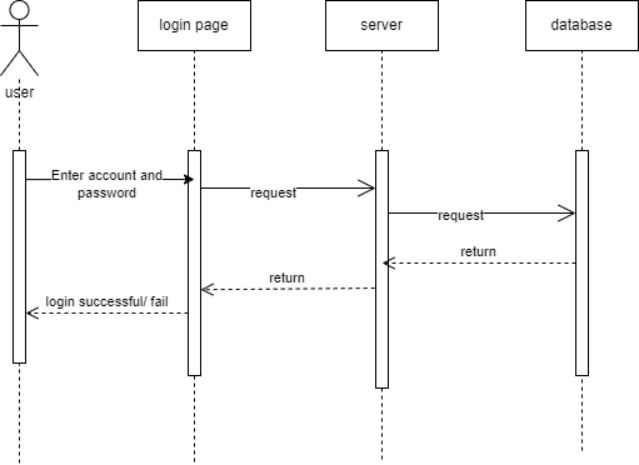 login page
server
database
user
Enter account and
password
request
request
return
return
login successful/ fail